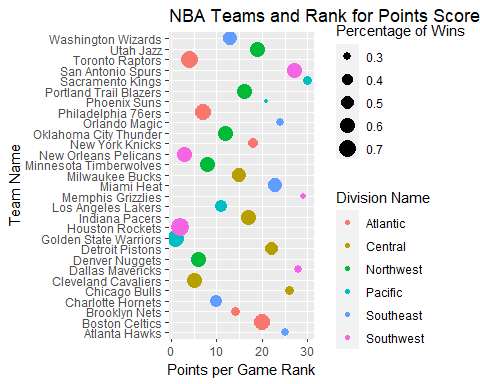 NBA Teams and Rank for Points Score
Team Name
Washington Wizards
Utah Jazz
Toronto Raptors
San Antonio Spurs
Sacramento Kings
Portland Trail Blazers
Phoenix Suns
Philadelphia 76ers
Orlando Magic
Oklahoma City Thunder
New York Knicks
New Orleans Pelicans
Minnesota Timberwolves
Milwaukee Bucks
Miami Heat
Memphis Grizzlies
Los Angeles Lakers
Indiana Pacers
Houston Rockets
Golden State Warriors
Detroit Pistons
Denver Nuggets
Dallas Mavericks
Cleveland Cavaliers
Chicago Bulls
Charlotte Hornets
Brooklyn Nets
Boston Celtics
Atlanta Hawks
0 10 20 30
Points per Game Rank
Percentage of Wins
0.3
0.4
0.5
0.6
0.7
Division Name
Atlantic
Central
Northwest
Pacific
Southeast
Southwest